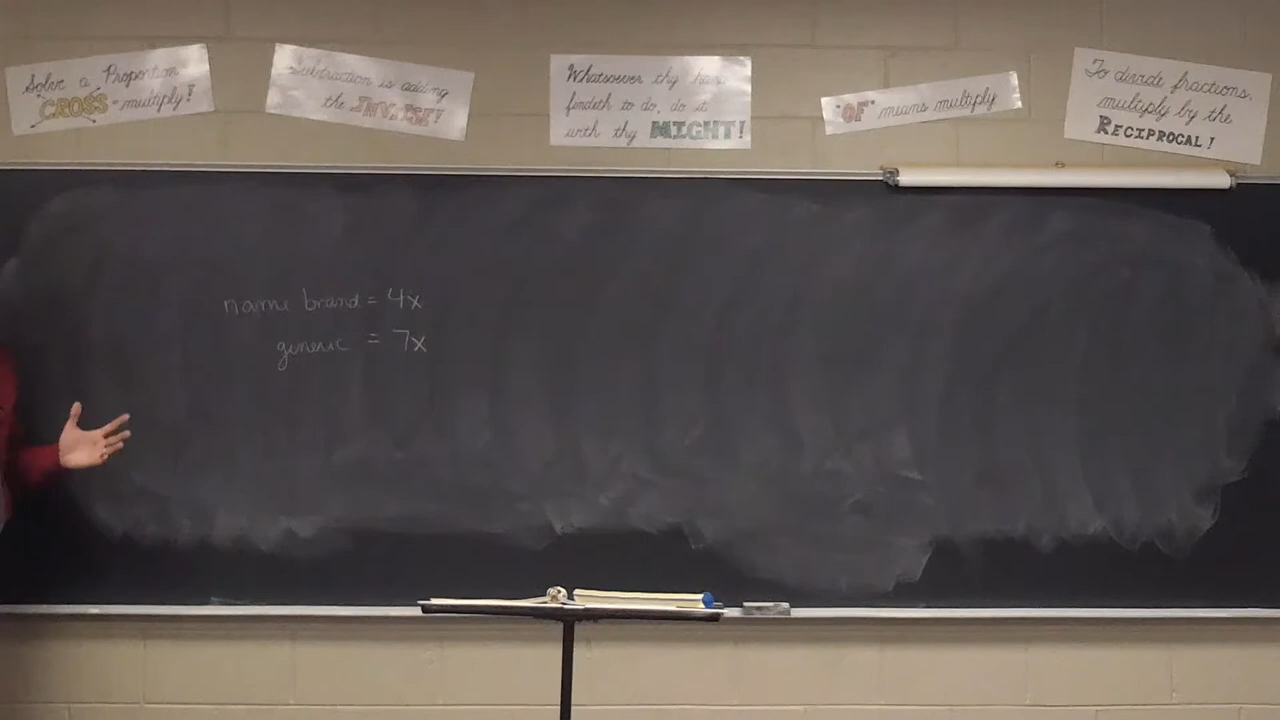 Solve a Proportion
CROSS-multiply!
Subtraction is adding
the INVERSE!
Whatsoever thy hand
findeth to do, do it
with thy MIGHT!
"OF" means multiply
To divide fractions,
multiply by the
RECIPROCAL!
name brand = 4x
generic = 7x